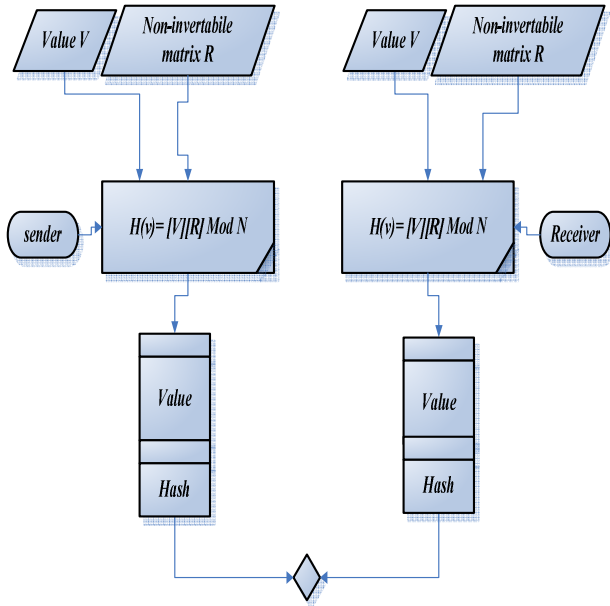 Value V
Non-invertabile
matrix R
Value V
Non-invertabile
matrix R
sender
H(v)= [V][R] Mod N
H(v)= [V][R] Mod N
Receiver
Value
Hash
Value
Hash